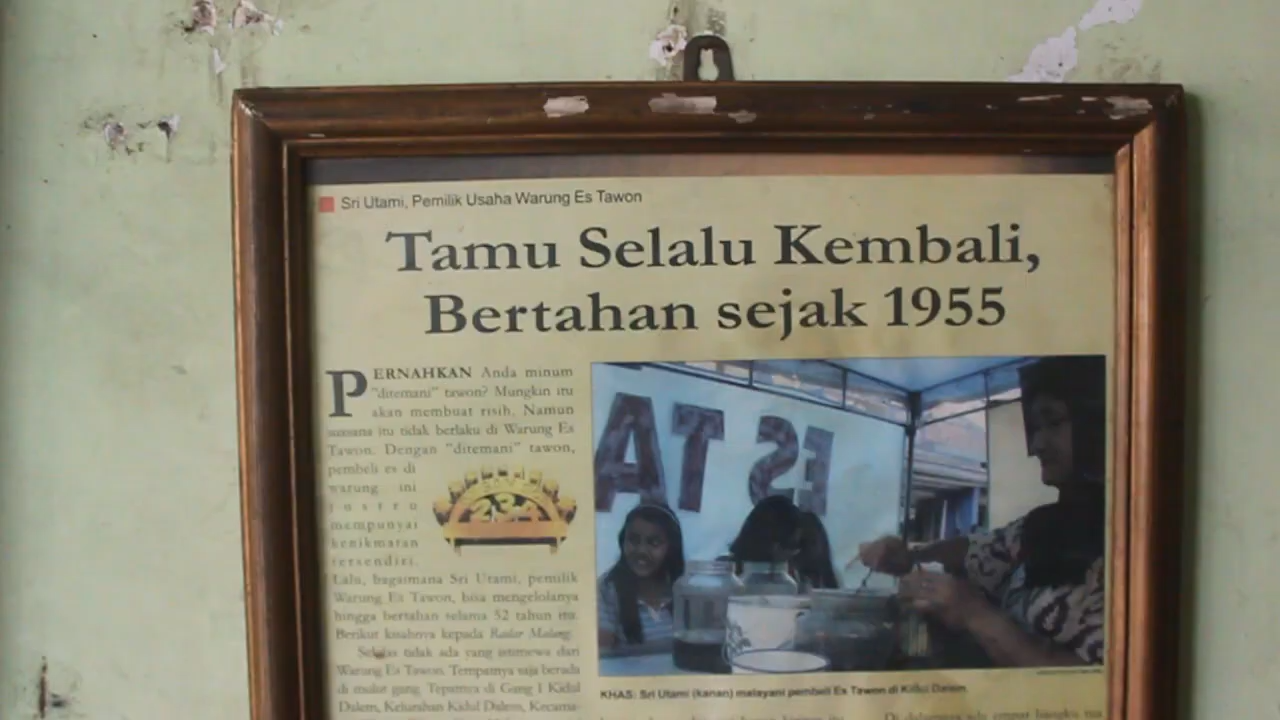 Sri Utami, Pemilik Usaha Warung Es Tawon
Tamu Selalu Kembali,
Bertahan sejak 1955
PERNAHKAN Anda minum
"ditemani" tawon? Mungkin itu
akan membuat risih. Namun
itu tidak berlaku di Warung Es
Tawon. Dengan "ditemani" tawon,
pembeli es di
warung ini
justru
mempunyai
kenikmatan
tersendiri.
Lalu, bagaimana Sri Utami, pemilik
Warung Es Tawon, bisa mengelolanya
hingga bertahan selama 52 tahun itu.
Berikut kisahnya kepada Radar Malang.
Sekilas tidak ada yang istimewa dari
Warung Es Tawon. Tempatnya saja berada
di mulut gang. Tepatnya di Gang I Kidul
Dalem, Kelurahan Kidul Dalem, Kecama-
234
ES TA
KHAS: Sri Utami (kanan) melayani pembeli Es Tawon di Kidul Dalem.